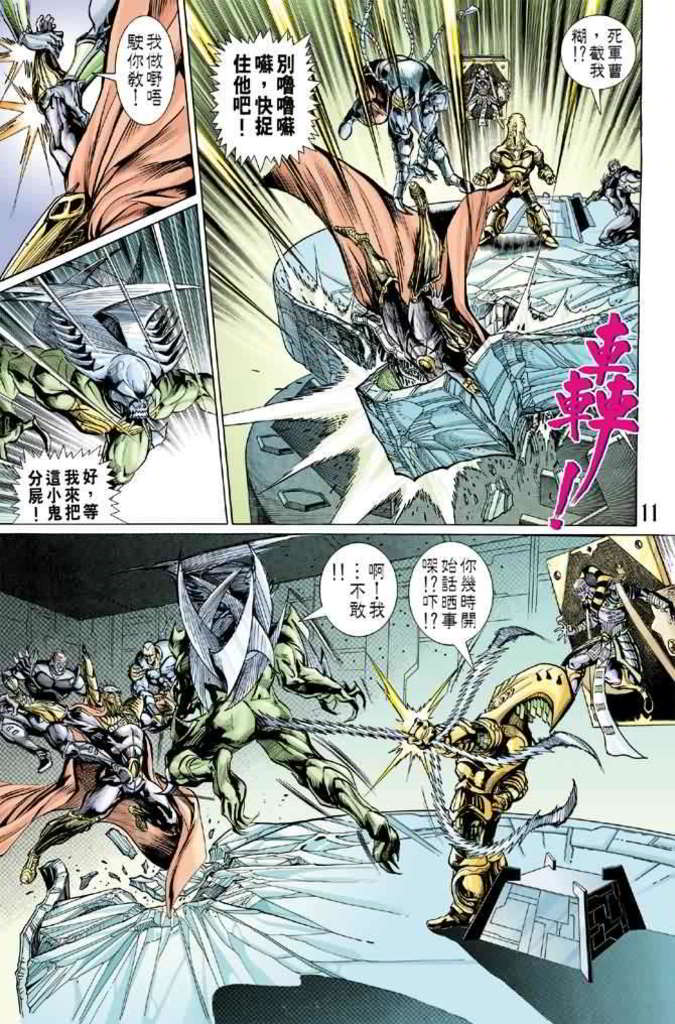 死軍曹
，截我
糊!?
別嚕嚕囌
囌，快捉
住他吧！
轟！
我做嘢唔
駛你教！
好，等
我來把
這小鬼
分屍！
11
你幾時開
始話晒事
㗎!?吓!?
啊！我
…不敢
!!